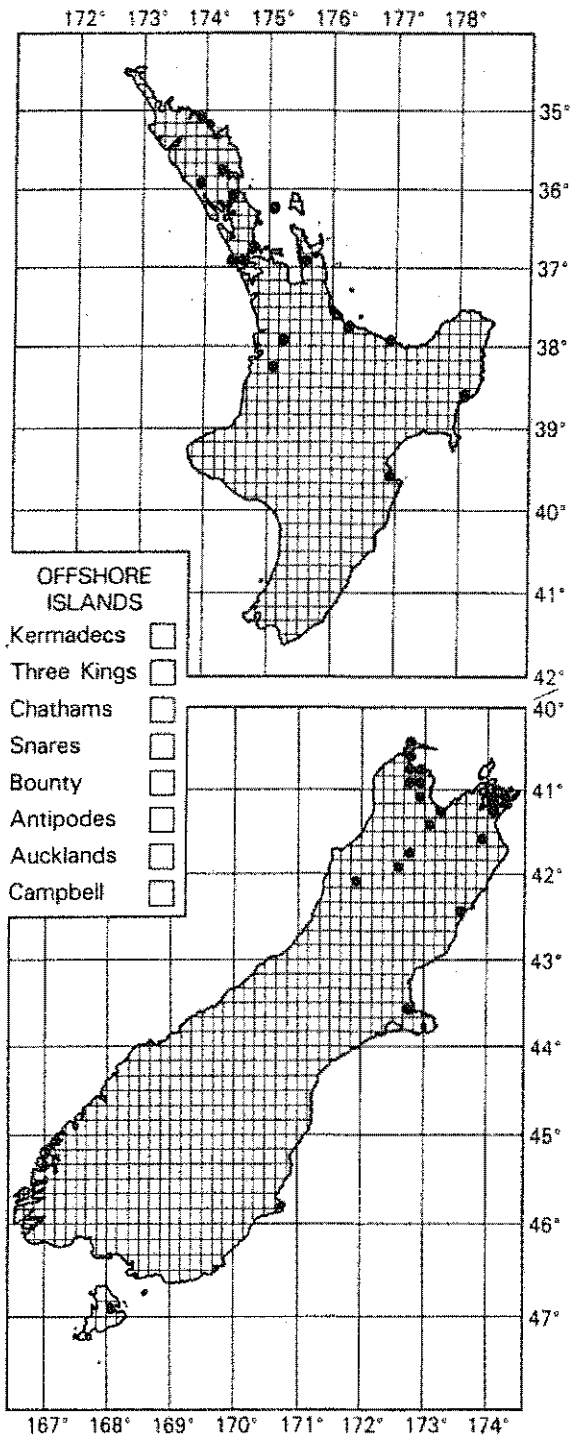 172° 173° 174° 175° 176° 177° 178°
35°
36°
37°
38°
39°
40°
41°
42°
OFFSHORE
ISLANDS
Kermadecs
Three Kings
Chathams
Snares
Bounty
Antipodes
Aucklands
Campbell
40°
41°
42°
43°
44°
45°
46°
47°
167° 168° 169° 170° 171° 172° 173° 174°